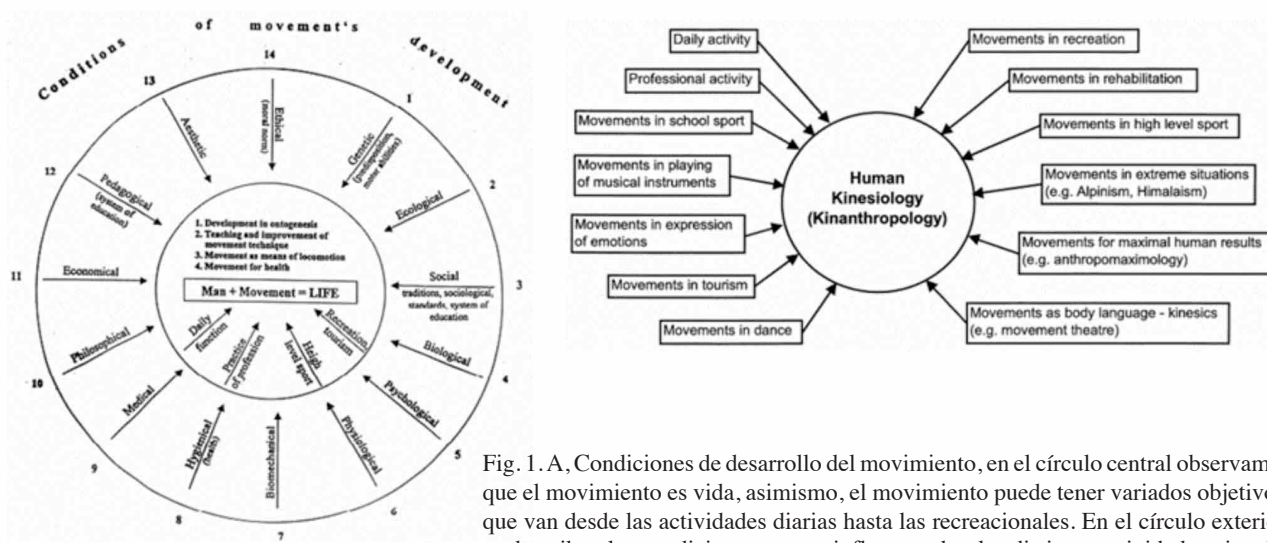 Conditions of movement's development
14
Ethical
(moral norms)
1
Genetic
(predisposition,
motor abilities)
2
Ecological
3
Social
traditions, sociological,
standards, system of
education
4
Biological
5
Psychological
6
Physiological
7
Biomechanical
8
Hygienical
(health)
9
Medical
10
Philosophical
11
Economical
12
Pedagogical
(system of
education)
13
Aesthetic
1. Development in ontogenesis
2. Teaching and improvement of
movement technique
3. Movement as means of locomotion
4. Movement for health
Man + Movement = LIFE
Daily
function
Practice
of profession
Heigh
level sport
Recreation,
tourism
Daily activity
Professional activity
Movements in school sport
Movements in playing
of musical instruments
Movements in expression
of emotions
Movements in tourism
Movements in dance
Human
Kinesiology
(Kinanthropology)
Movements in recreation
Movements in rehabilitation
Movements in high level sport
Movements in extreme situations
(e.g. Alpinism, Himalaism)
Movements for maximal human results
(e.g. anthropomaximology)
Movements as body language - kinesics
(e.g. movement theatre)
Fig. 1. A, Condiciones de desarrollo del movimiento, en el círculo central observam
que el movimiento es vida, asimismo, el movimiento puede tener variados objetivo
que van desde las actividades diarias hasta las recreacionales. En el círculo exteri